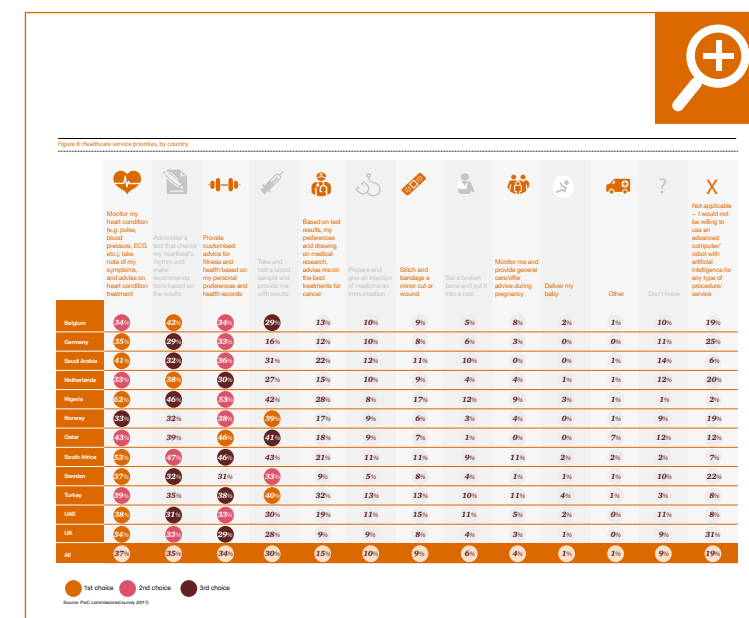 Figure 8: Healthcare service priorities, by country
Monitor my
heart condition
(e.g. pulse,
blood
pressure, ECG
etc.), take
note of my
symptoms,
and advise on
heart condition
treatment
Administer a
test that checks
my heartbeat's
rhythm and
make
recommenda
tions based on
the results
Provide
customised
advice for
fitness and
health based on
my personal
preferences and
health records
Take and
test a blood
sample and
provide me
with results
Based on test
results, my
preferences
and drawing
on medical
research,
advise me on
the best
treatments for
cancer
Prepare and
give an injection
of medicine/an
immunisation
Stitch and
bandage a
minor cut or
wound
Set a broken
bone and put it
into a cast
Monitor me and
provide general
care/offer
advice during
pregnancy
Deliver my
baby
Other
?
Don't know
X
Not applicable
– I would not
be willing to
use an
advanced
computer/
robot with
artificial
intelligence for
any type of
procedure/
service
Belgium 34% 42% 34% 29% 13% 10% 9% 5% 8% 2% 1% 10% 19%
Germany 35% 29% 33% 16% 12% 10% 8% 6% 3% 0% 0% 11% 25%
Saudi Arabia 41% 32% 36% 31% 22% 12% 11% 10% 0% 0% 1% 14% 6%
Netherlands 33% 38% 30% 27% 15% 10% 9% 4% 4% 1% 1% 12% 20%
Nigeria 62% 46% 53% 42% 28% 8% 17% 12% 9% 3% 1% 1% 2%
Norway 33% 32% 38% 39% 17% 9% 6% 3% 4% 0% 1% 9% 19%
Qatar 43% 39% 46% 41% 18% 9% 7% 1% 0% 0% 7% 12% 12%
South Africa 53% 47% 46% 43% 21% 11% 11% 9% 11% 2% 2% 2% 7%
Sweden 37% 32% 31% 33% 9% 5% 8% 4% 1% 1% 1% 10% 22%
Turkey 39% 35% 38% 40% 32% 13% 13% 10% 11% 4% 1% 3% 8%
UAE 38% 31% 33% 30% 19% 11% 15% 11% 5% 2% 0% 11% 8%
UK 34% 33% 29% 28% 9% 9% 8% 4% 3% 1% 0% 9% 31%
All 37% 35% 34% 30% 15% 10% 9% 6% 4% 1% 1% 9% 19%
1st choice 2nd choice 3rd choice
Source: PwC commissioned survey (2017)